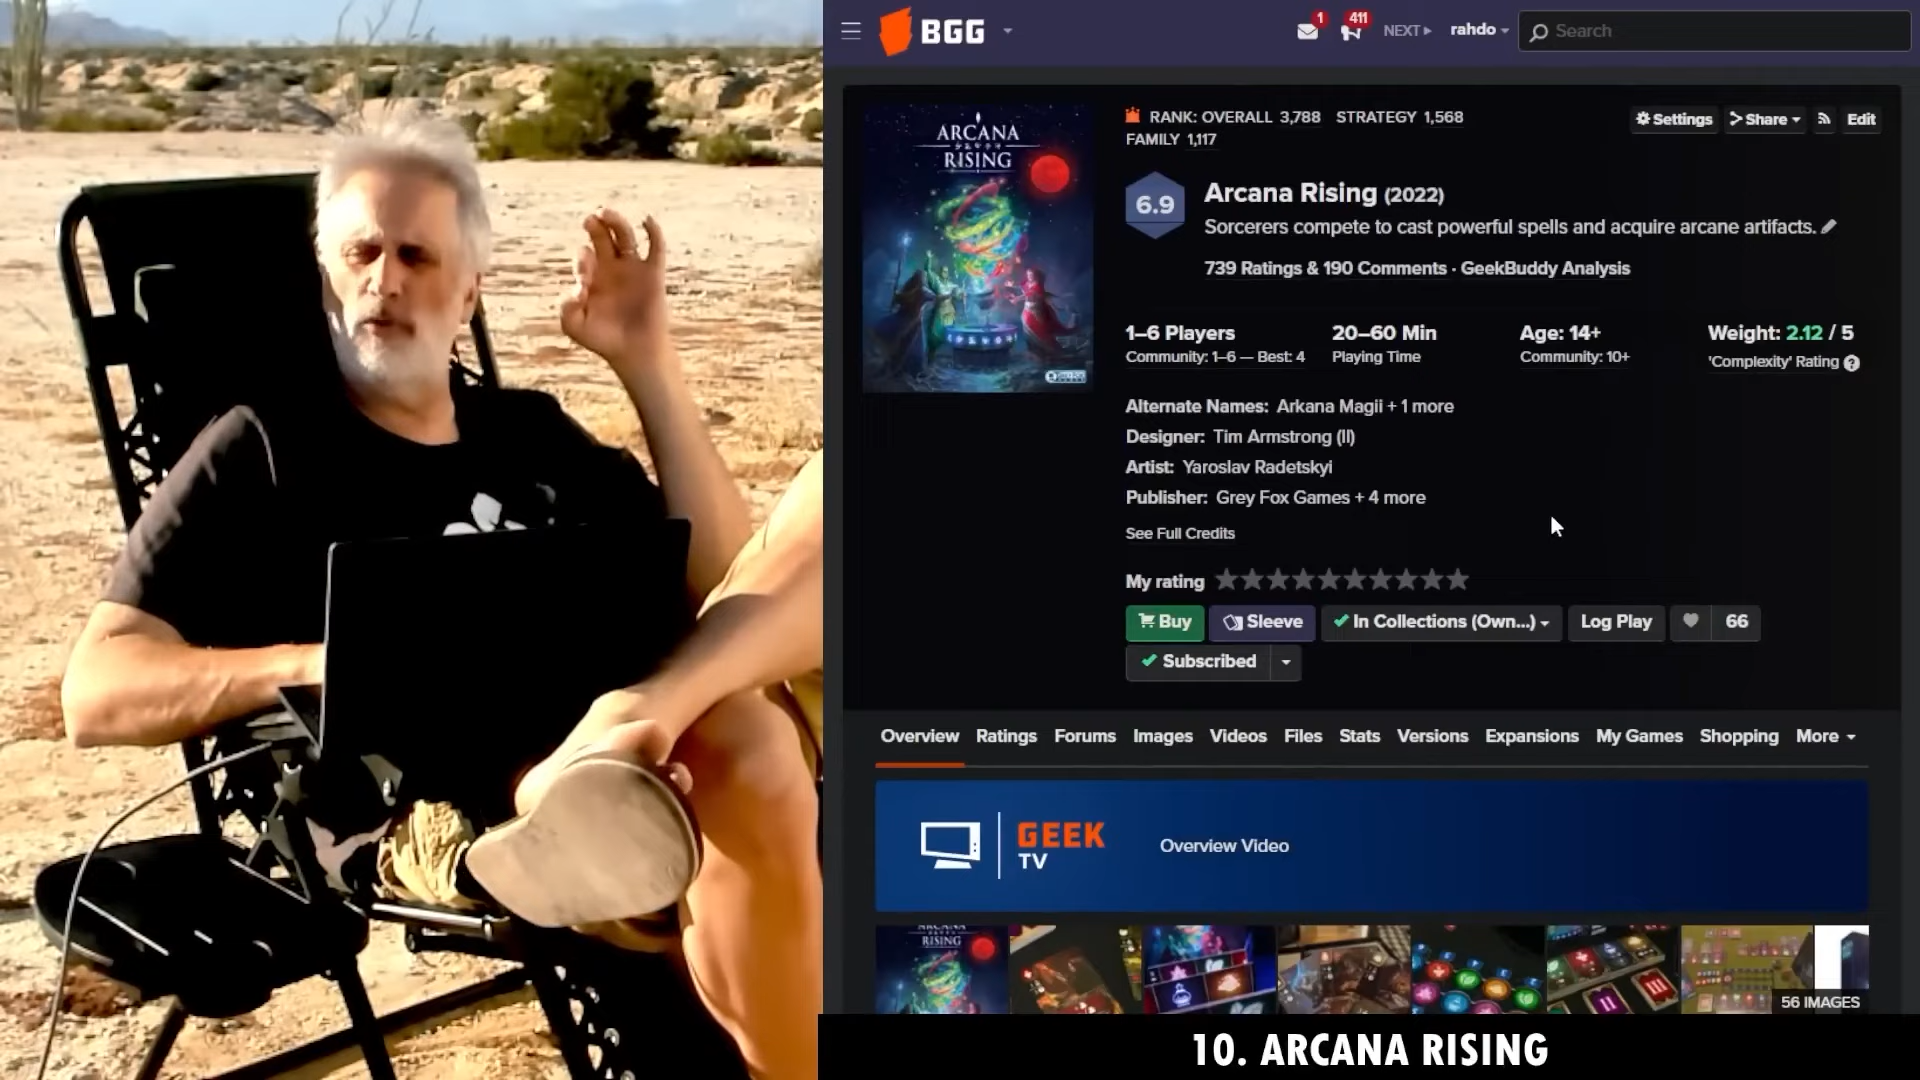 BGG
1
411
NEXT
rahdo
Search
ARCANA
RISING
RANK: OVERALL 3,788 STRATEGY 1,568
FAMILY 1,117
Settings
Share
Edit
6.9
Arcana Rising (2022)
Sorcerers compete to cast powerful spells and acquire arcane artifacts.
739 Ratings & 190 Comments · GeekBuddy Analysis
1–6 Players
20–60 Min
Age: 14+
Weight: 2.12 / 5
Community: 1–6 — Best: 4
Playing Time
Community: 10+
'Complexity' Rating ?
Alternate Names: Arkana Magii + 1 more
Designer: Tim Armstrong (II)
Artist: Yaroslav Radetskyi
Publisher: Grey Fox Games + 4 more
See Full Credits
My rating
Buy
Sleeve
In Collections (Own...)
Log Play
66
Subscribed
Overview Ratings Forums Images Videos Files Stats Versions Expansions My Games Shopping More
GEEK
TV
Overview Video
ARCANA
RISING
II
III
56 IMAGES
10. ARCANA RISING